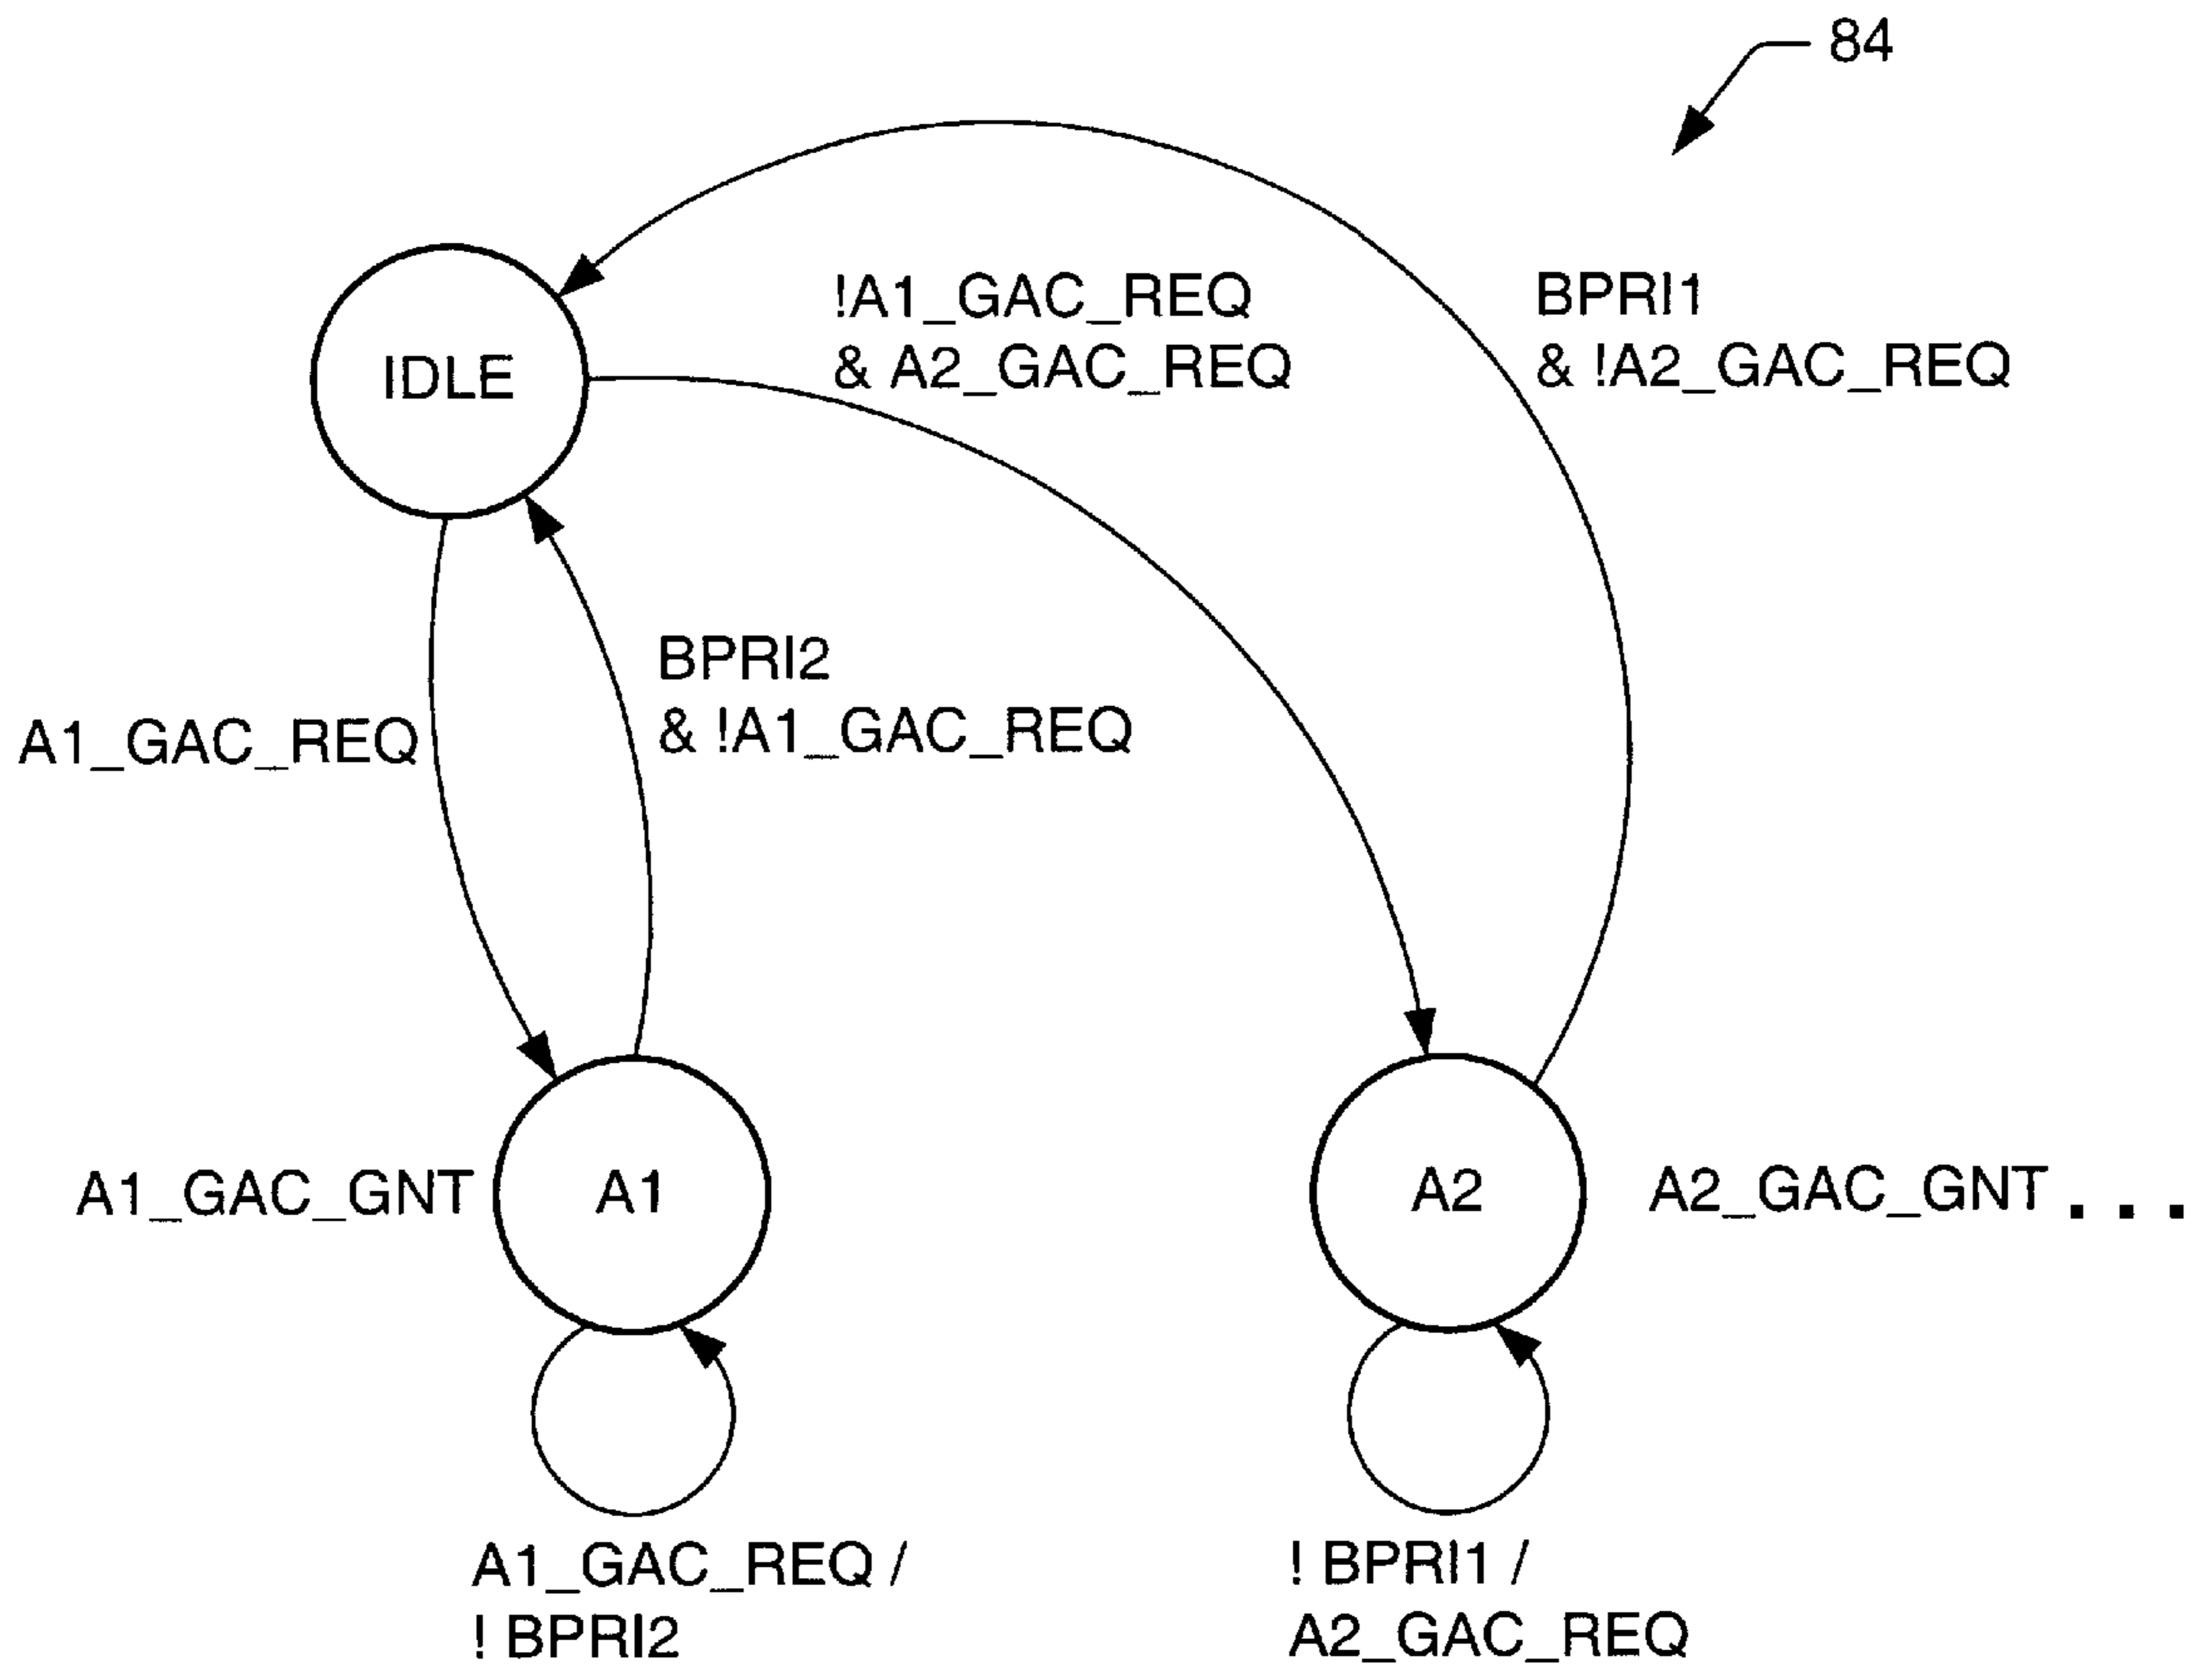 84
!A1_GAC_REQ
& A2_GAC_REQ
BPRI1
& !A2_GAC_REQ
IDLE
BPRI2
& !A1_GAC_REQ
A1_GAC_REQ
A1_GAC_GNT
A1
A2
A2_GAC_GNT ...
A1_GAC_REQ /
! BPRI2
! BPRI1 /
A2_GAC_REQ